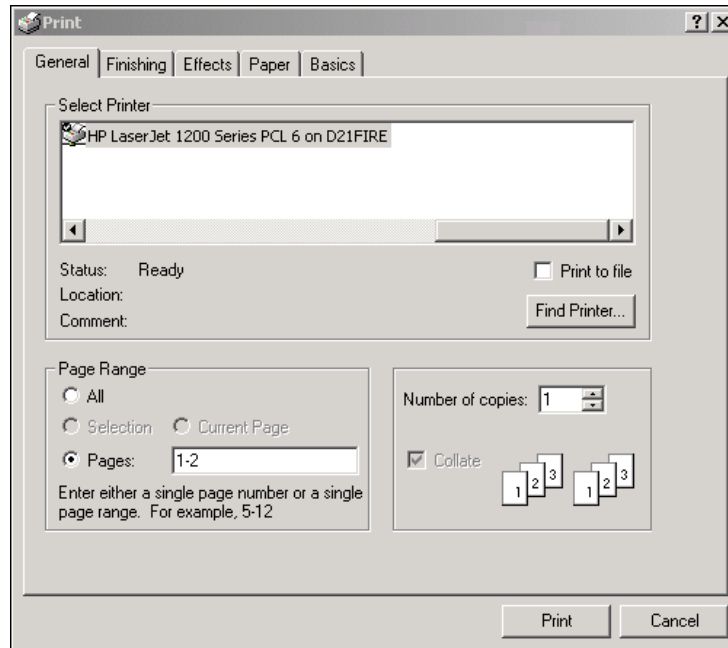 Print
General Finishing Effects Paper Basics
Select Printer
HP LaserJet 1200 Series PCL 6 on D21FIRE
Status: Ready
Print to file
Location:
Comment:
Find Printer...
Page Range
All
Selection Current Page
Pages: 1-2
Enter either a single page number or a single
page range. For example, 5-12
Number of copies: 1
Collate
1 2 3 1 2 3
Print Cancel